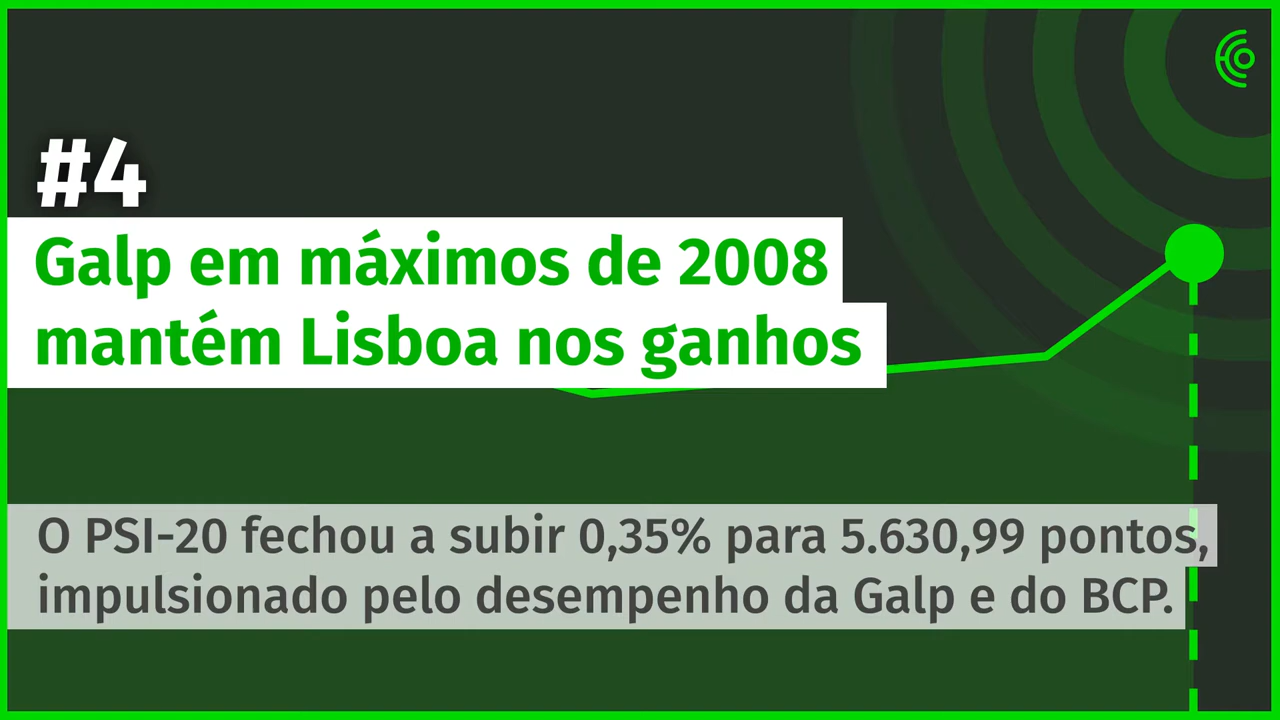 #4
Galp em máximos de 2008
mantém Lisboa nos ganhos
O PSI-20 fechou a subir 0,35% para 5.630,99 pontos,
impulsionado pelo desempenho da Galp e do BCP.